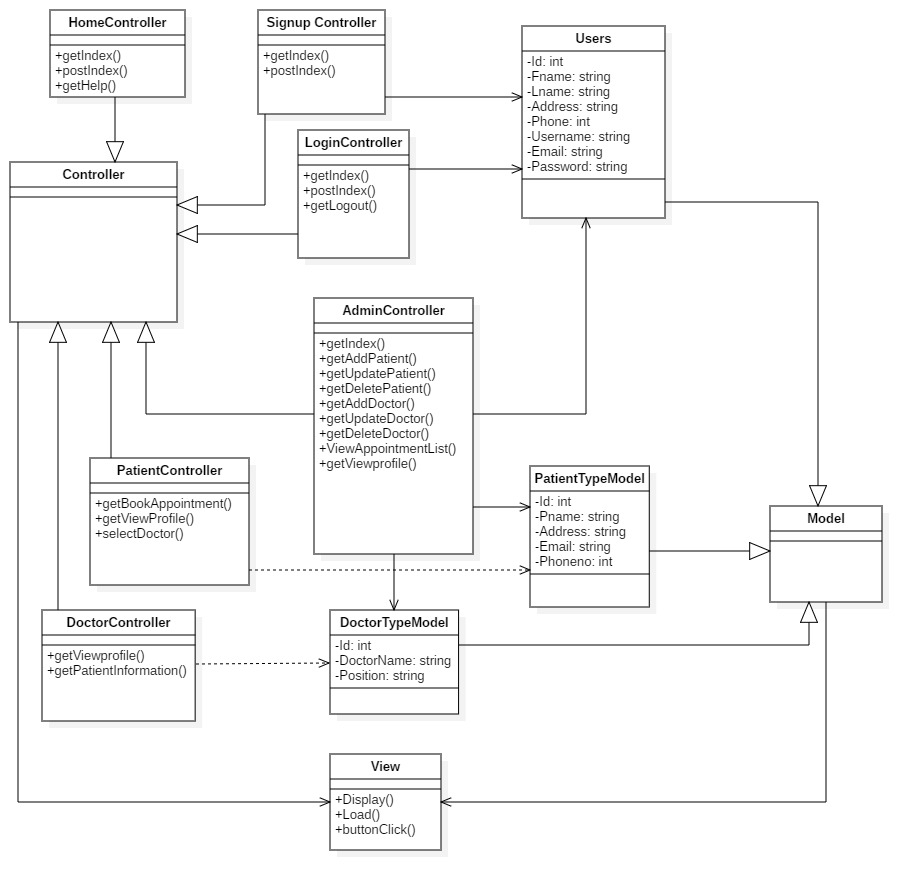 HomeController
+getIndex()
+postIndex()
+getHelp()
Signup Controller
+getIndex()
+postIndex()
Users
-Id: int
-Fname: string
-Lname: string
-Address: string
-Phone: int
-Username: string
-Email: string
-Password: string
LoginController
+getIndex()
+postIndex()
+getLogout()
Controller
AdminController
+getIndex()
+getAddPatient()
+getUpdatePatient()
+getDeletePatient()
+getAddDoctor()
+getUpdateDoctor()
+getDeleteDoctor()
+ViewAppointmentList()
+getViewprofile()
PatientController
+getBookAppointment()
+getViewProfile()
+selectDoctor()
PatientTypeModel
-Id: int
-Pname: string
-Address: string
-Email: string
-Phoneno: int
Model
DoctorController
+getViewprofile()
+getPatientInformation()
DoctorTypeModel
-Id: int
-DoctorName: string
-Position: string
View
+Display()
+Load()
+buttonClick()